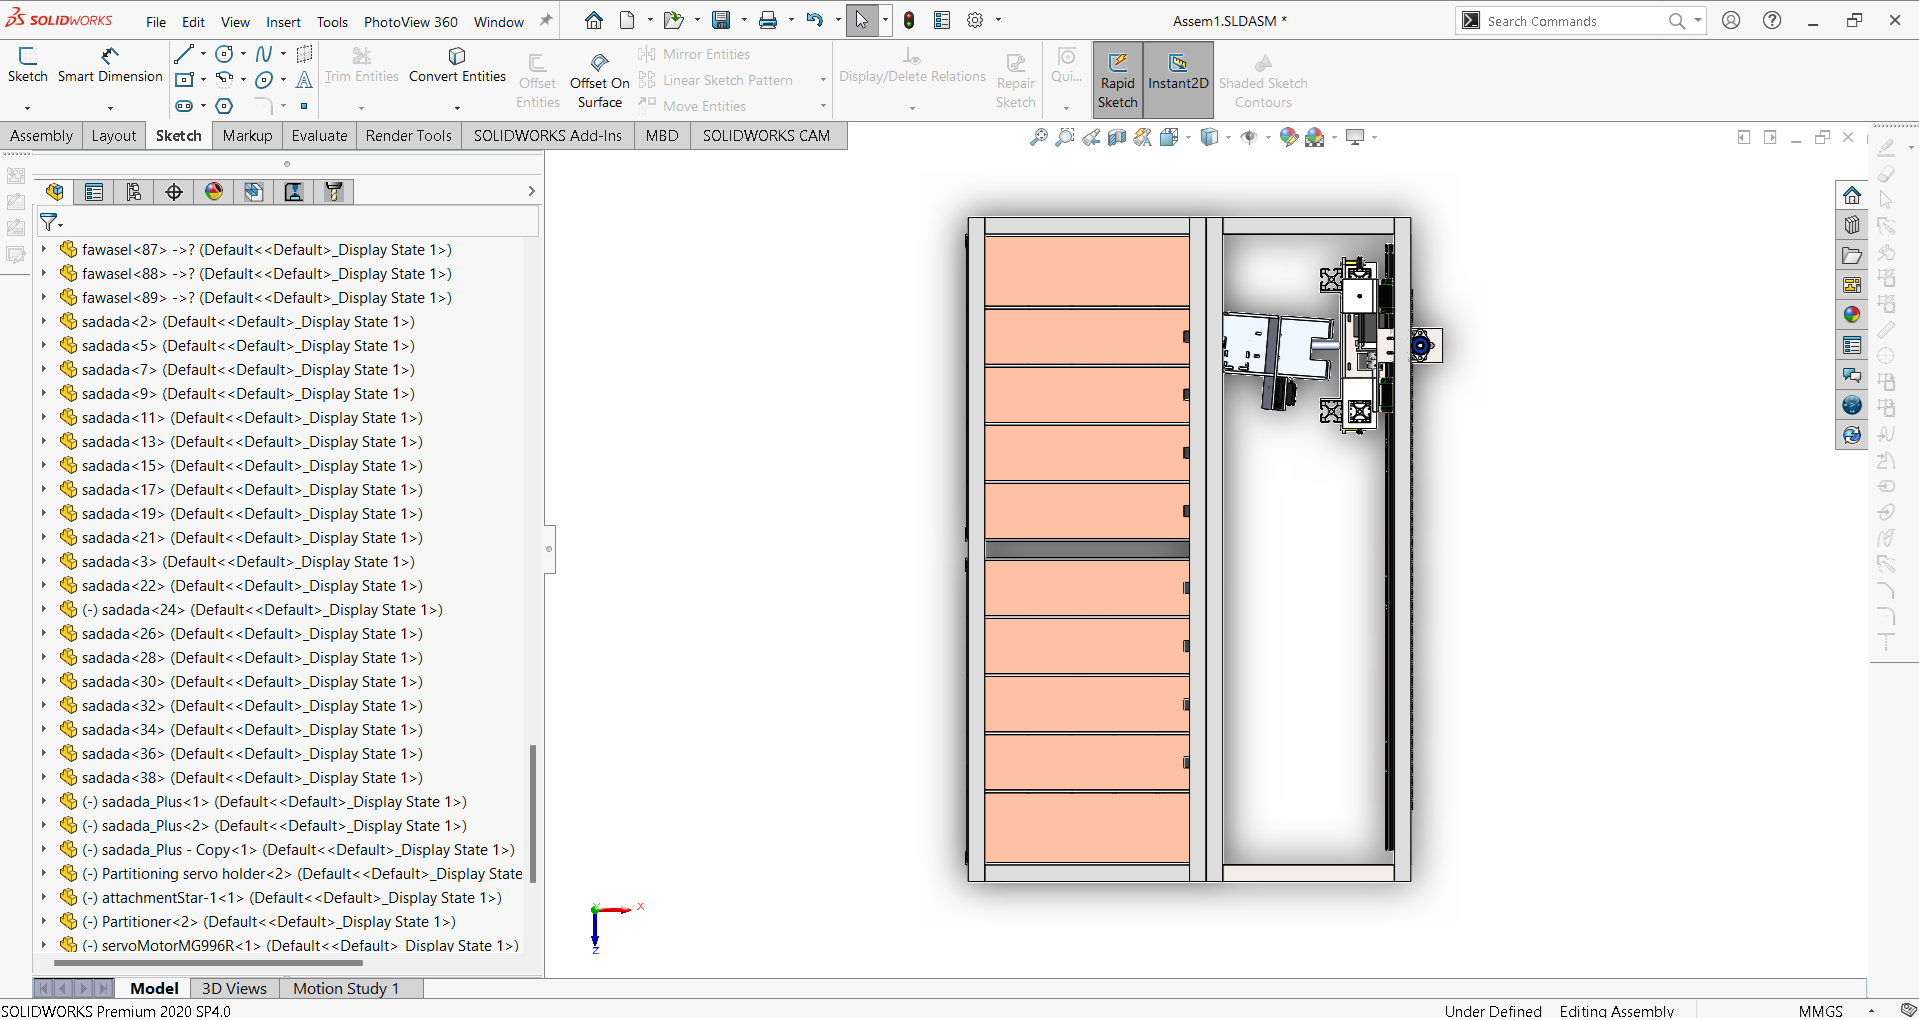 SOLIDWORKS File Edit View Insert Tools PhotoView 360 Window Assem1.SLDASM * Search Commands
Sketch Smart Dimension Trim Entities Convert Entities Offset Entities Offset On Surface Mirror Entities Linear Sketch Pattern Move Entities Display/Delete Relations Repair Sketch Qui... Rapid Sketch Instant2D Shaded Sketch Contours
Assembly Layout Sketch Markup Evaluate Render Tools SOLIDWORKS Add-Ins MBD SOLIDWORKS CAM
fawasel<87> ->? (Default<<Default>_Display State 1>)
fawasel<88> ->? (Default<<Default>_Display State 1>)
fawasel<89> ->? (Default<<Default>_Display State 1>)
sadada<2> (Default<<Default>_Display State 1>)
sadada<5> (Default<<Default>_Display State 1>)
sadada<7> (Default<<Default>_Display State 1>)
sadada<9> (Default<<Default>_Display State 1>)
sadada<11> (Default<<Default>_Display State 1>)
sadada<13> (Default<<Default>_Display State 1>)
sadada<15> (Default<<Default>_Display State 1>)
sadada<17> (Default<<Default>_Display State 1>)
sadada<19> (Default<<Default>_Display State 1>)
sadada<21> (Default<<Default>_Display State 1>)
sadada<3> (Default<<Default>_Display State 1>)
sadada<22> (Default<<Default>_Display State 1>)
(-) sadada<24> (Default<<Default>_Display State 1>)
sadada<26> (Default<<Default>_Display State 1>)
sadada<28> (Default<<Default>_Display State 1>)
sadada<30> (Default<<Default>_Display State 1>)
sadada<32> (Default<<Default>_Display State 1>)
sadada<34> (Default<<Default>_Display State 1>)
sadada<36> (Default<<Default>_Display State 1>)
sadada<38> (Default<<Default>_Display State 1>)
(-) sadada_Plus<1> (Default<<Default>_Display State 1>)
(-) sadada_Plus<2> (Default<<Default>_Display State 1>)
(-) sadada_Plus - Copy<1> (Default<<Default>_Display State 1>)
(-) Partitioning servo holder<2> (Default<<Default>_Display State
(-) attachmentStar-1<1> (Default<<Default>_Display State 1>)
(-) Partitioner<2> (Default<<Default>_Display State 1>)
(-) servoMotorMG996R<1> (Default<<Default>_Display State 1>)
X
Z
Model 3D Views Motion Study 1
SOLIDWORKS Premium 2020 SP4.0 Under Defined Editing Assembly MMGS